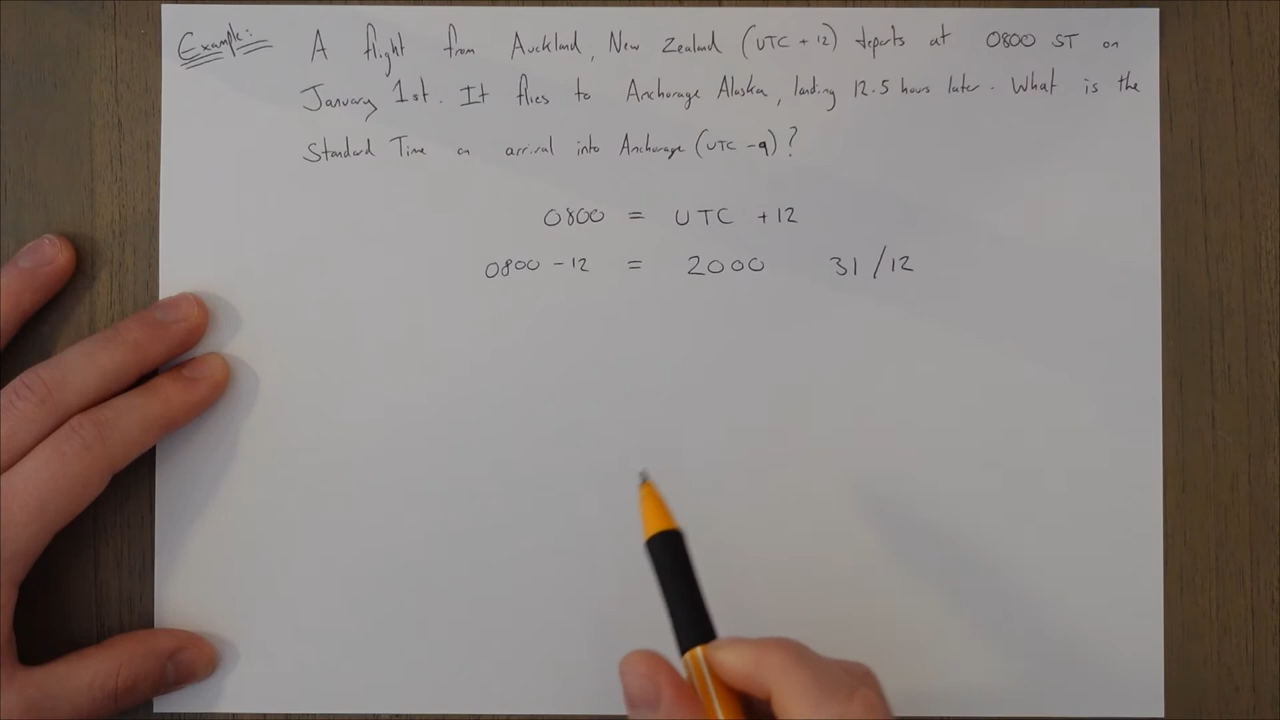 Example: A flight from Auckland, New Zealand (UTC + 12) departs at 0800 ST on
January 1st. It flies to Anchorage Alaska, landing 12.5 hours later. What is the
Standard Time on arrival into Anchorage (UTC -9)?
0800 = UTC +12
0800 -12 = 2000 31/12